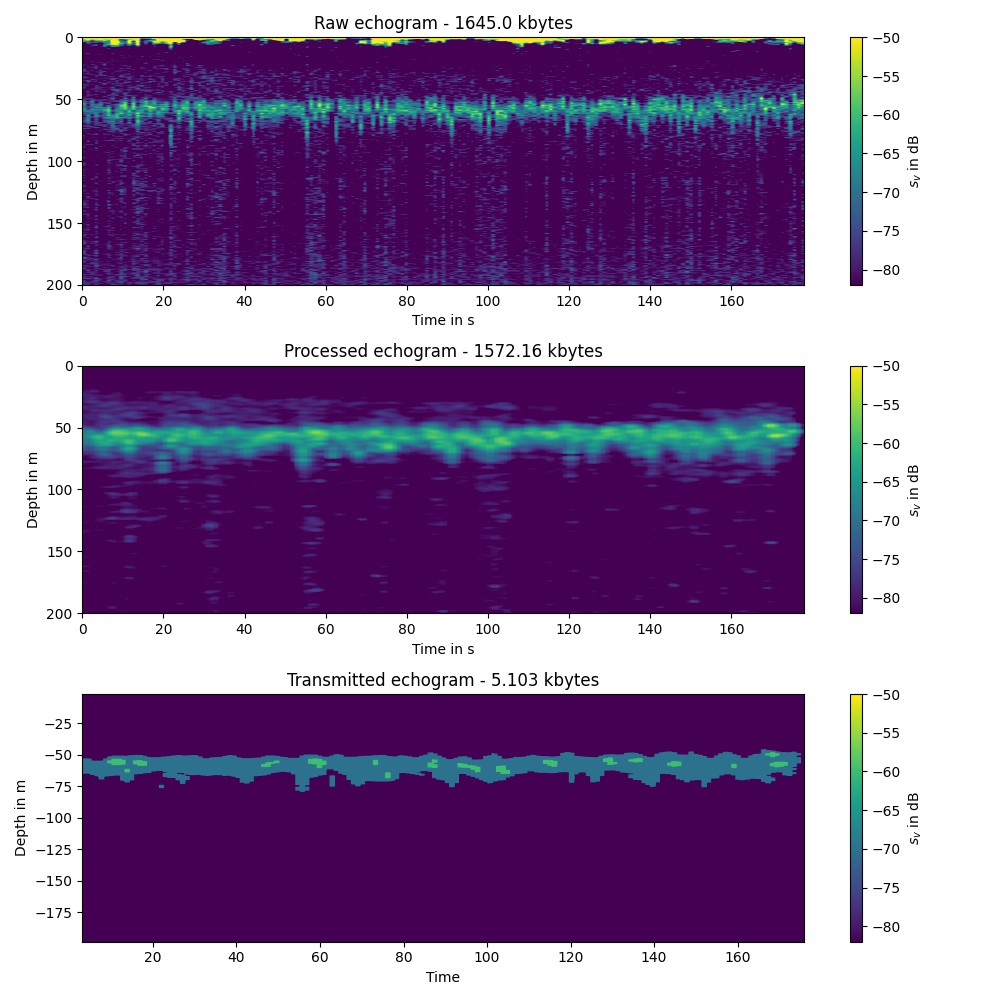 Raw echogram - 1645.0 kbytes
0
50
100
150
200
Depth in m
0 20 40 60 80 100 120 140 160
Time in s
−50
−55
−60
−65
−70
−75
−80
sv in dB
Processed echogram - 1572.16 kbytes
0
50
100
150
200
Depth in m
0 20 40 60 80 100 120 140 160
Time in s
−50
−55
−60
−65
−70
−75
−80
sv in dB
Transmitted echogram - 5.103 kbytes
−25
−50
−75
−100
−125
−150
−175
Depth in m
20 40 60 80 100 120 140 160
Time
−50
−55
−60
−65
−70
−75
−80
sv in dB